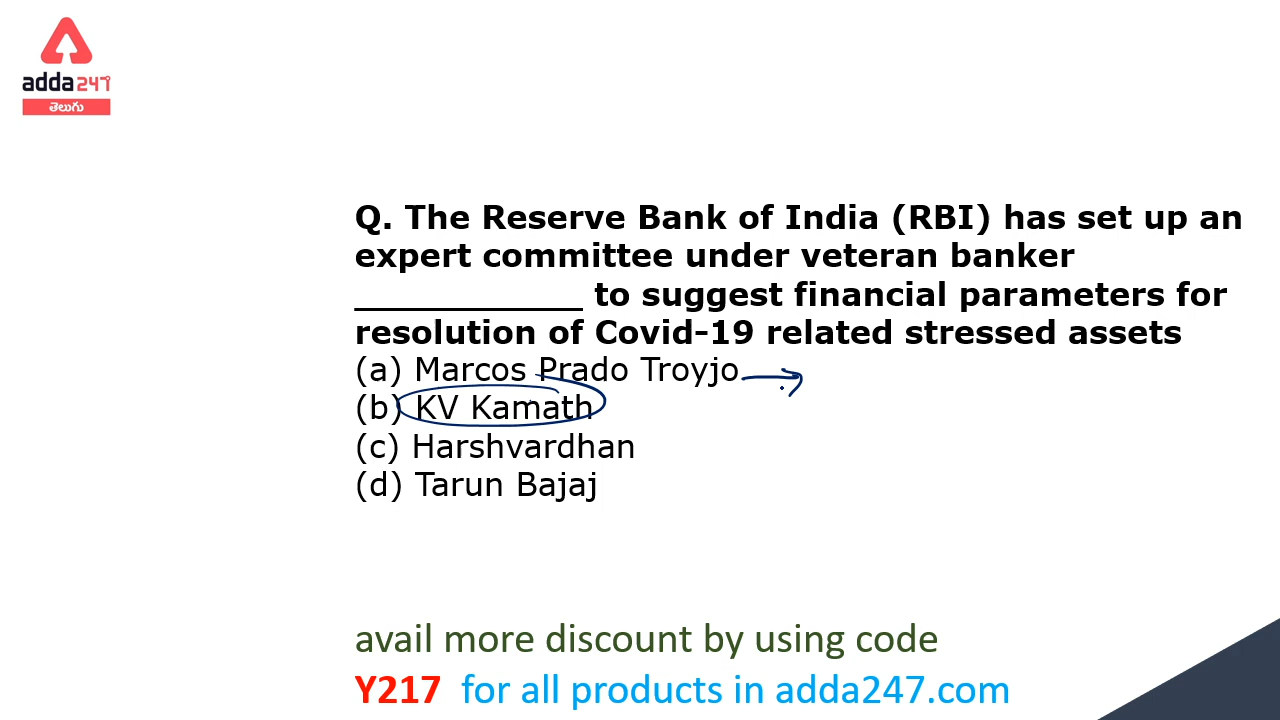 adda247
తెలుగు
Q. The Reserve Bank of India (RBI) has set up an
expert committee under veteran banker
____________ to suggest financial parameters for
resolution of Covid-19 related stressed assets
(a) Marcos Prado Troyjo
(b) KV Kamath
(c) Harshvardhan
(d) Tarun Bajaj
avail more discount by using code
Y217 for all products in adda247.com